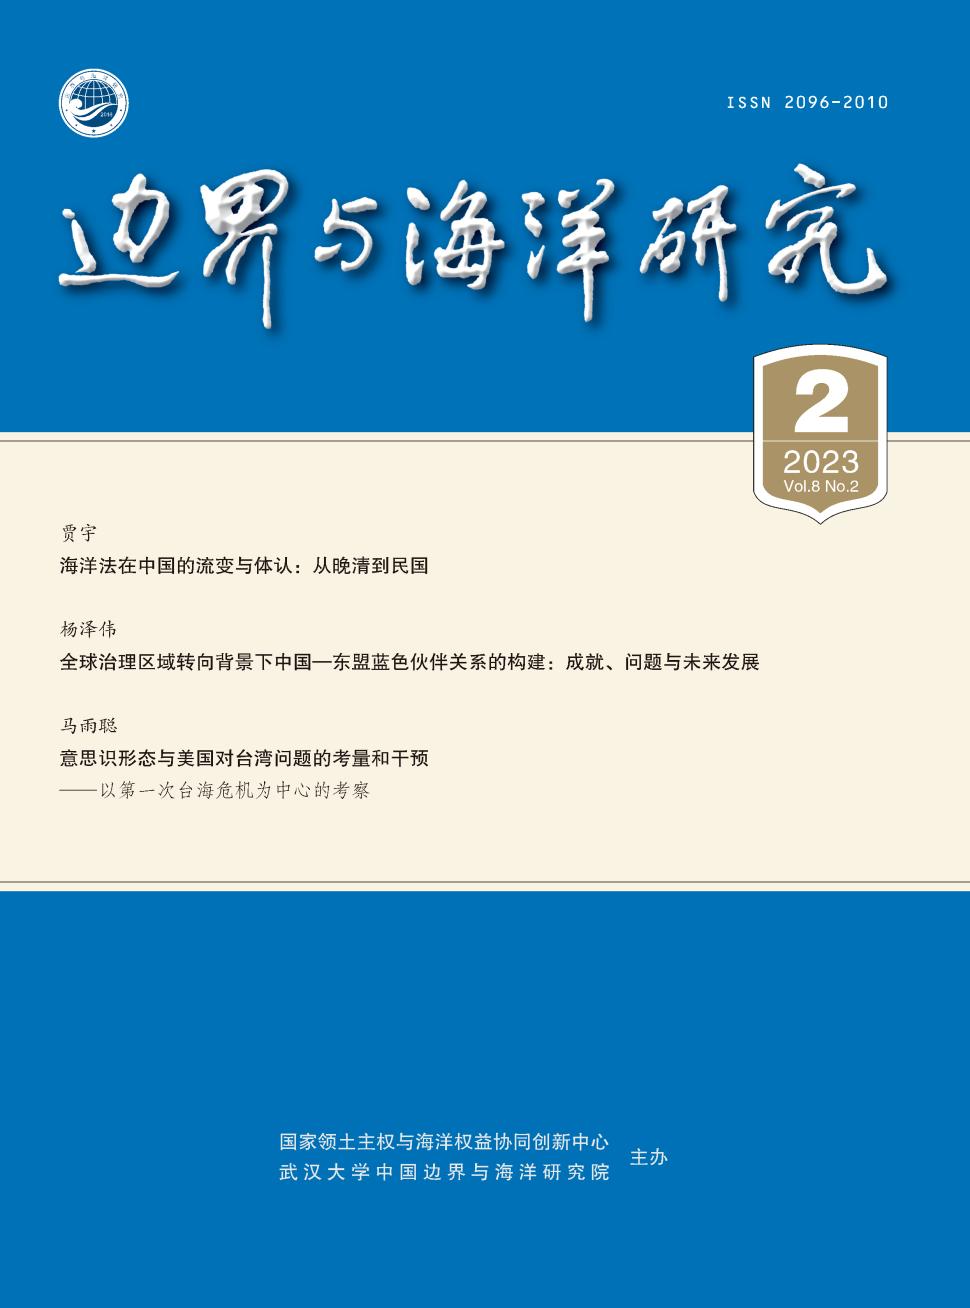 ISSN 2096-2010
边界与海洋研究
2
2023
Vol.8 No.2
贾宇
海洋法在中国的流变与体认：从晚清到民国
杨泽伟
全球治理区域转向背景下中国—东盟蓝色伙伴关系的构建：成就、问题与未来发展
马雨聪
意思识形态与美国对台湾问题的考量和干预
——以第一次台海危机为中心的考察
国家领土主权与海洋权益协同创新中心
武汉大学中国边界与海洋研究院
主办